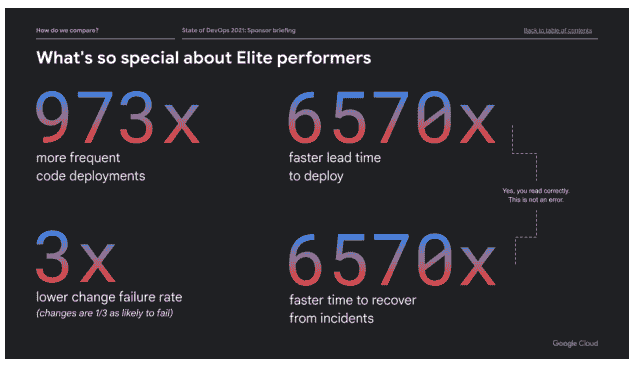 How do we compare?
State of DevOps 2021: Sponsor briefing
Back to table of contents
What's so special about Elite performers
973x
more frequent
code deployments
6570x
faster lead time
to deploy
Yes, you read correctly.
This is not an error.
3x
lower change failure rate
(changes are 1/3 as likely to fail)
6570x
faster time to recover
from incidents
Google Cloud